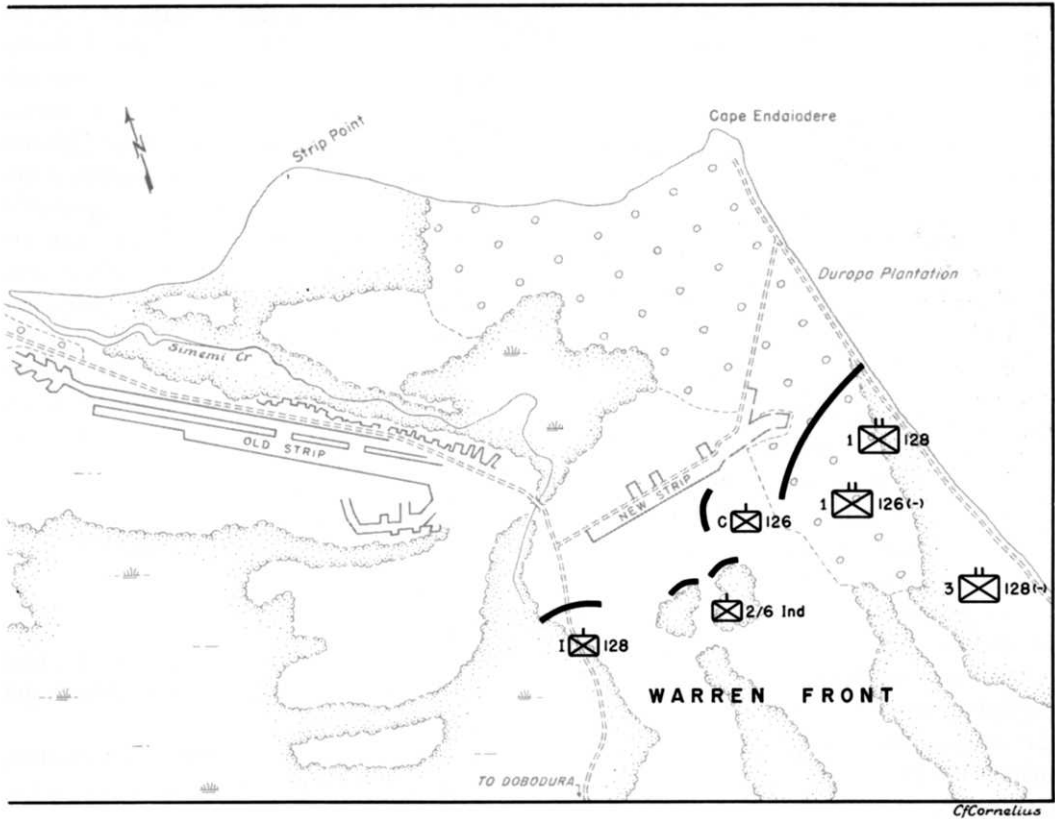 Cape Endaiadere
Strip Point
N
Duropa Plantation
Simemi Cr
OLD STRIP
NEW STRIP
1 128
1 126(-)
C 126
3 128(-)
2/6 Ind
I 128
WARREN FRONT
TO DOBODURA
CfCornelius